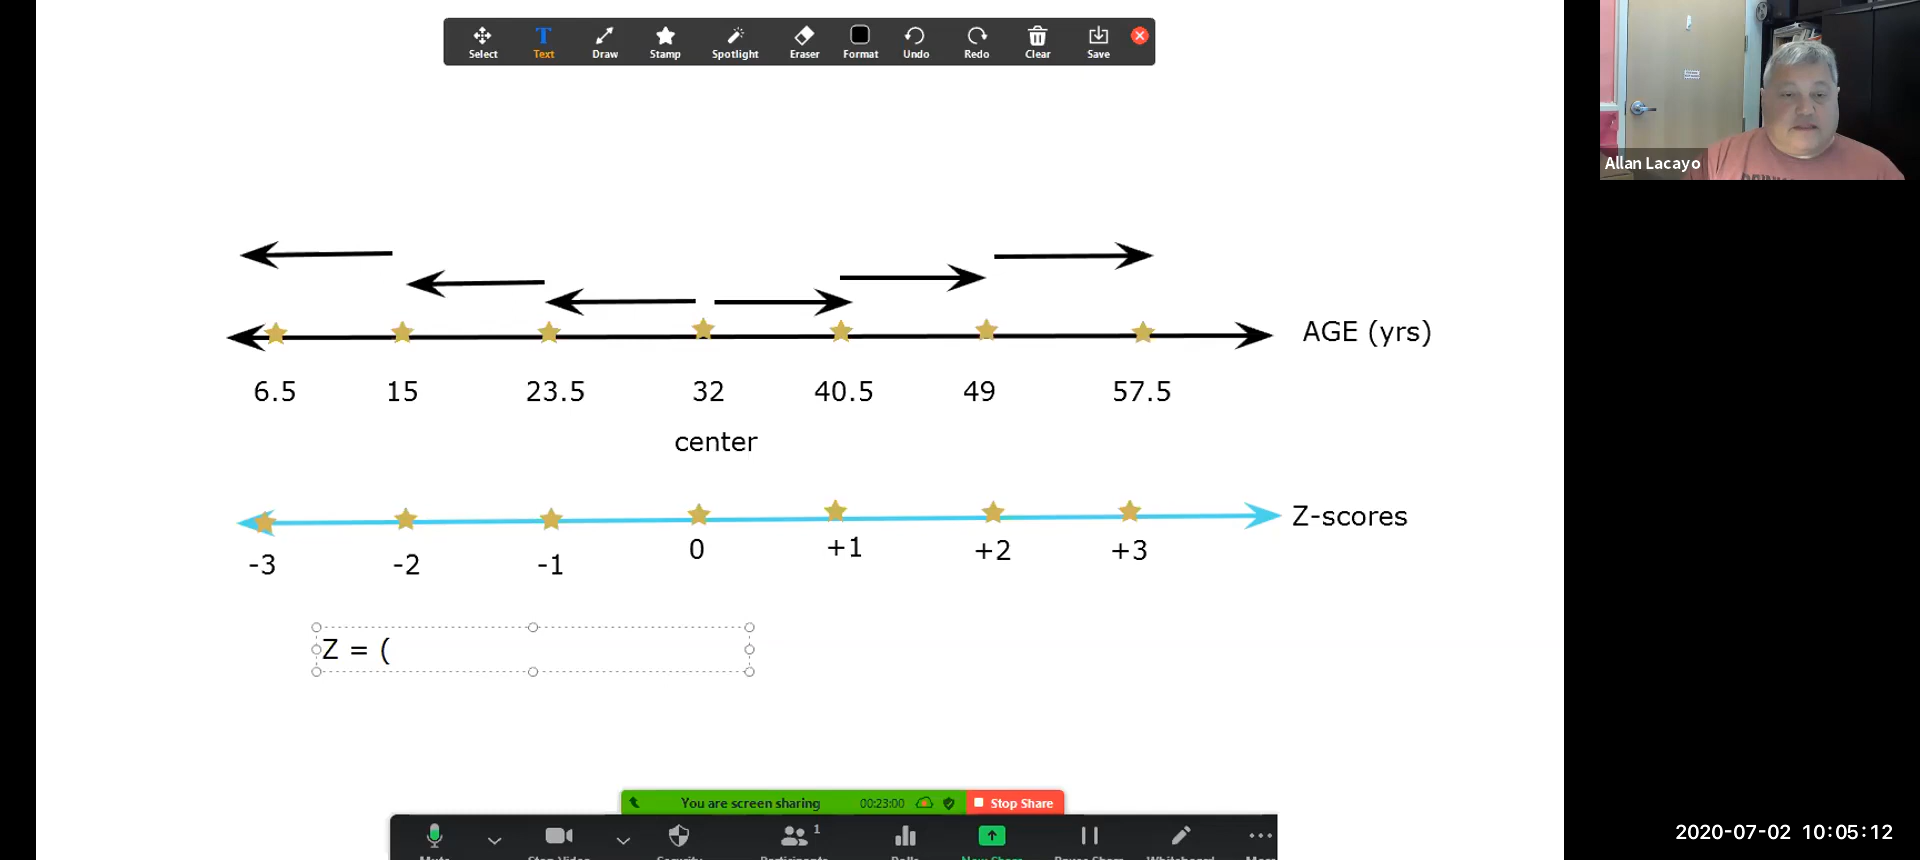 Select Text Draw Stamp Spotlight Eraser Format Undo Redo Clear Save
Allan Lacayo
AGE (yrs)
6.5 15 23.5 32 40.5 49 57.5
center
Z-scores
-3 -2 -1 0 +1 +2 +3
Z = (
You are screen sharing 00:23:00 Stop Share
1
2020-07-02 10:05:12